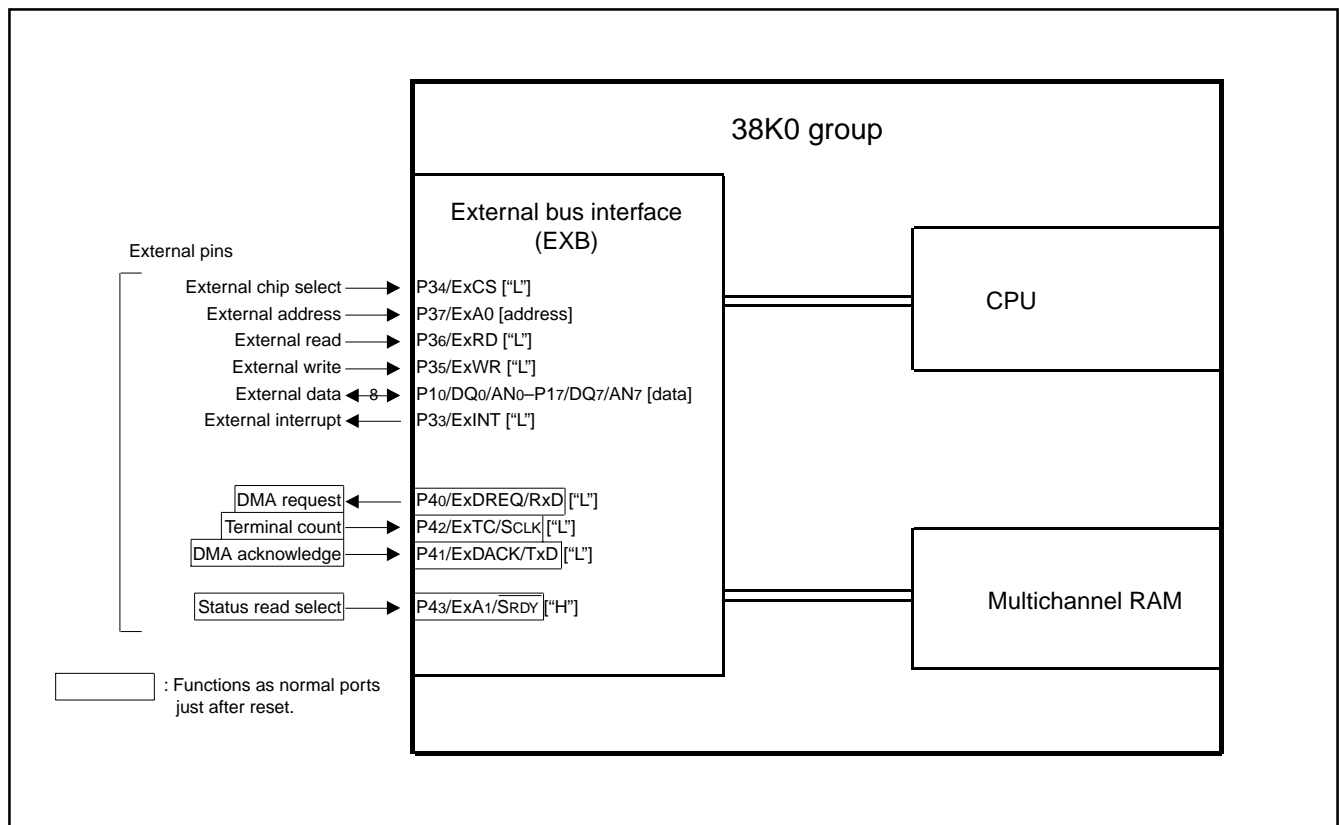 38K0 group
External bus interface
(EXB)
External pins
External chip select P34/ExCS ["L"]
External address P37/ExA0 [address]
External read P36/ExRD ["L"]
External write P35/ExWR ["L"]
External data 8 P10/DQ0/AN0–P17/DQ7/AN7 [data]
External interrupt P33/ExINT ["L"]
DMA request P40/ExDREQ/RxD ["L"]
Terminal count P42/ExTC/SCLK ["L"]
DMA acknowledge P41/ExDACK/TxD ["L"]
Status read select P43/ExA1/S̅R̅D̅Y̅ ["H"]
CPU
Multichannel RAM
: Functions as normal ports
just after reset.